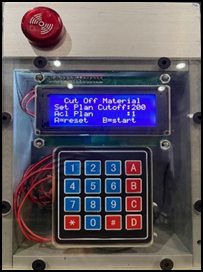 Cut Off Material
Set Plan Cutoff:200
Acl Plan :1
A=reset B=start
1 2 3 A
4 5 6 B
7 8 9 C
* 0 # D